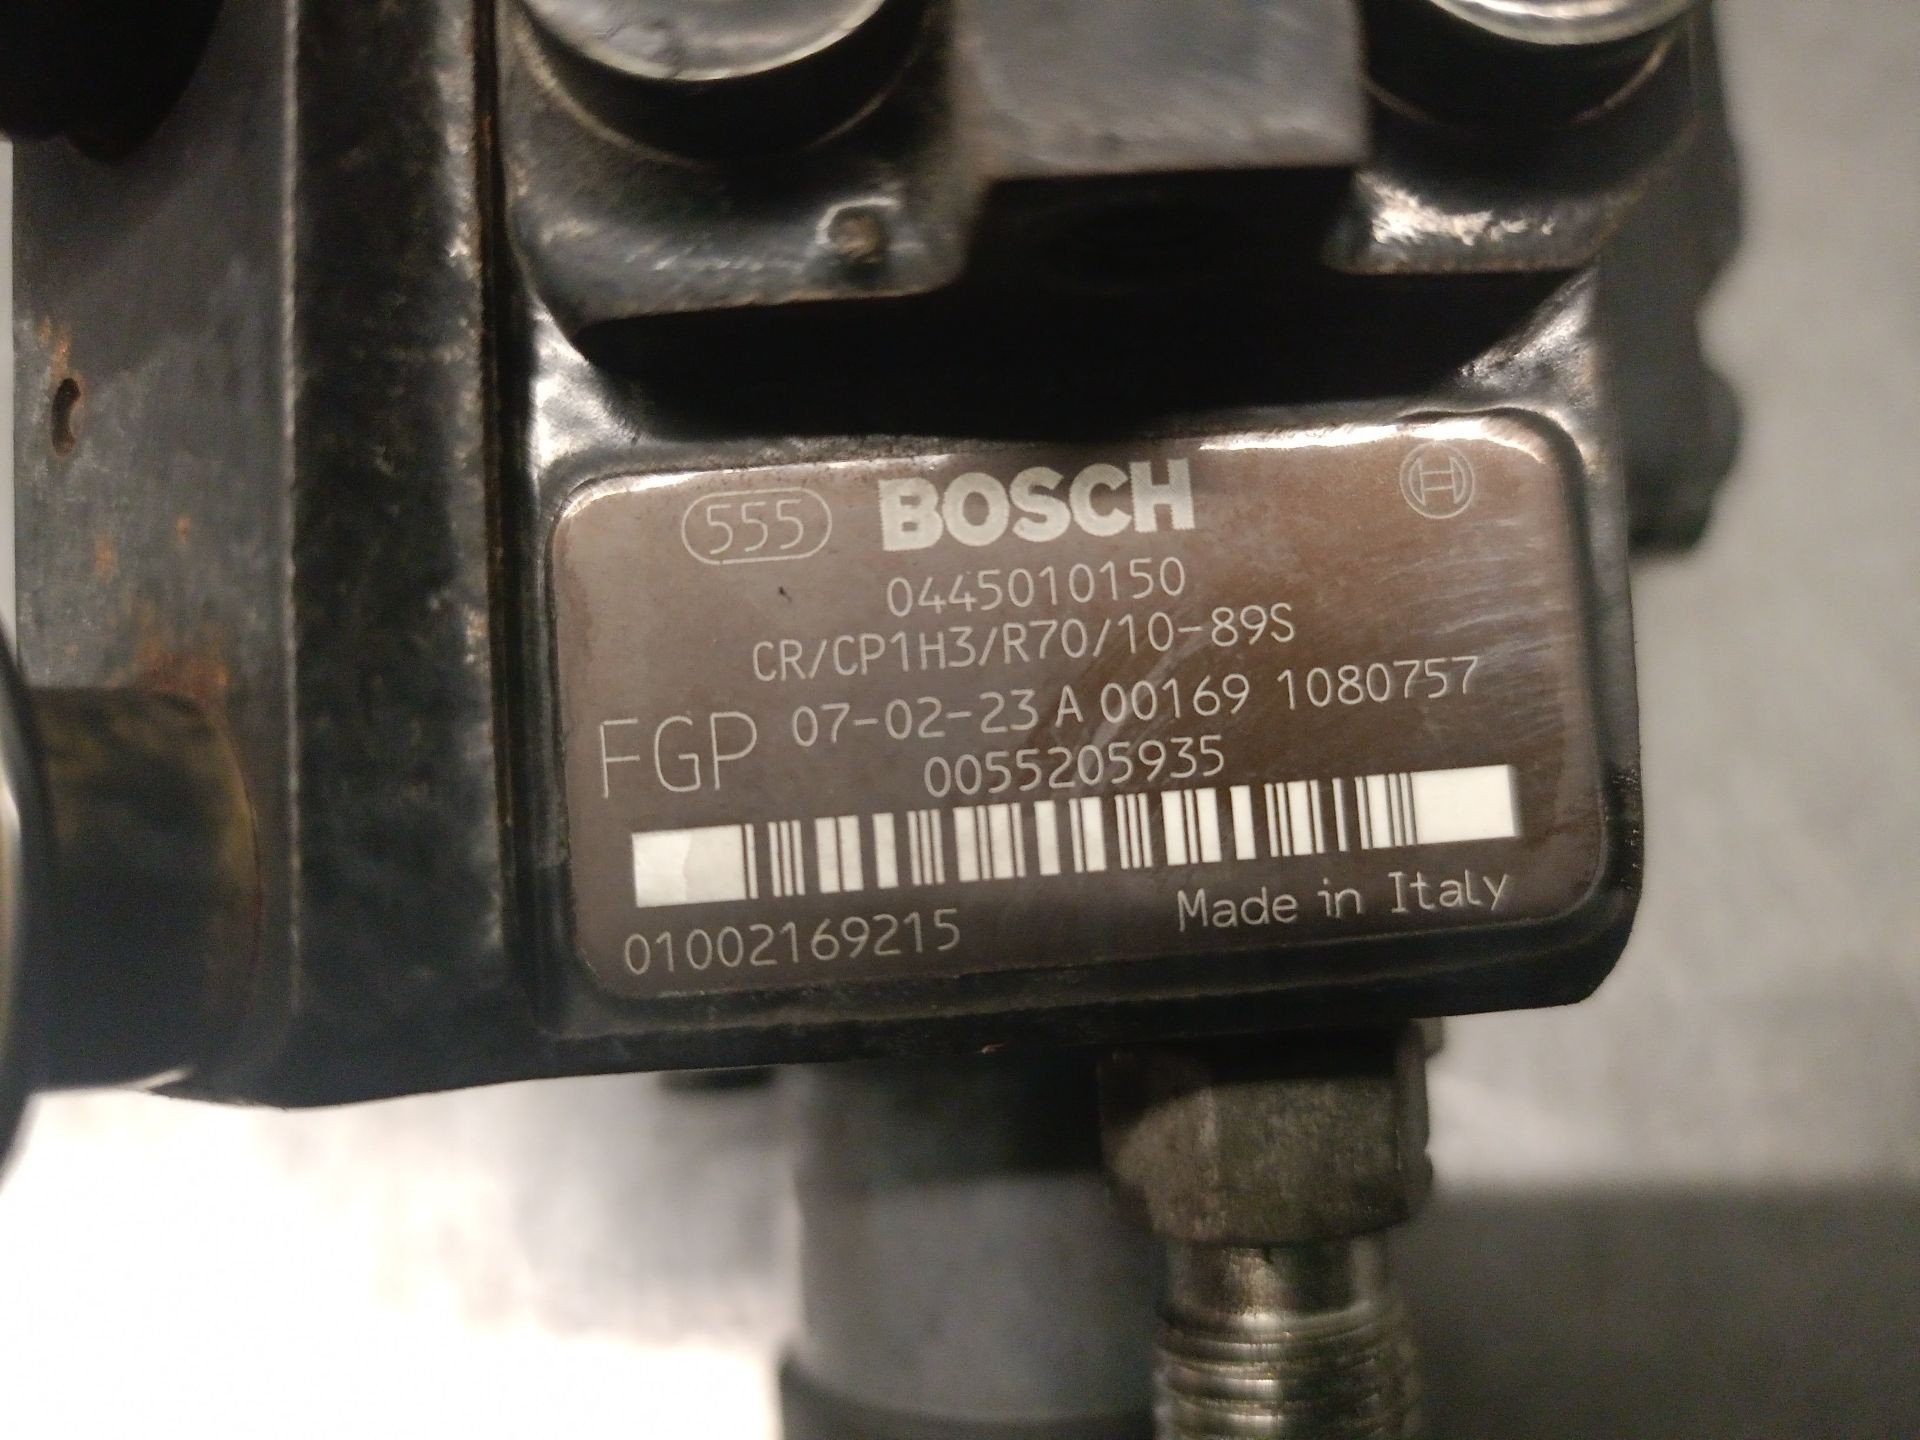 555 BOSCH
0445010150
CR/CP1H3/R70/10-89S
FGP 07-02-23 A 00169 1080757
0055205935
01002169215 Made in Italy